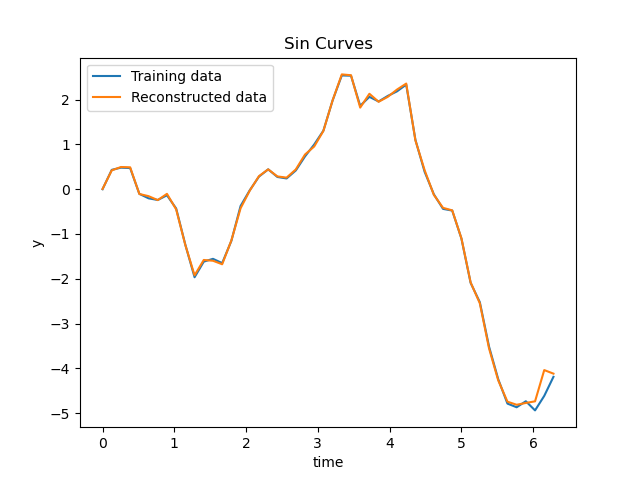 Sin Curves
Training data
Reconstructed data
2
1
0
−1
−2
−3
−4
−5
y
0 1 2 3 4 5 6
time